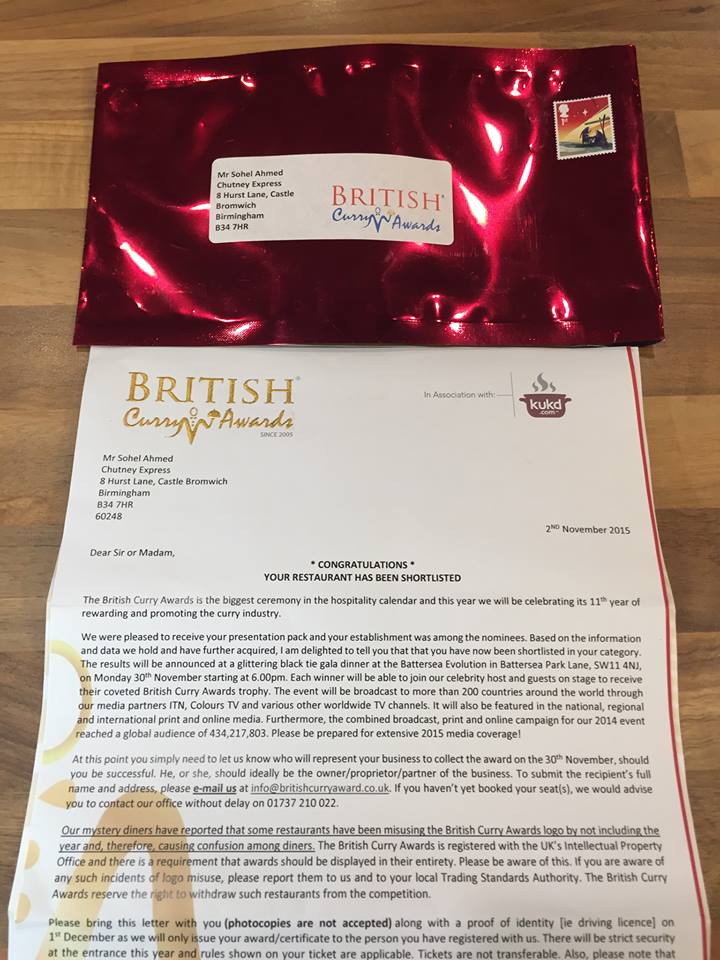 1st
Mr Sohel Ahmed
Chutney Express
8 Hurst Lane, Castle
Bromwich
Birmingham
B34 7HR
BRITISH®
Curry Awards
BRITISH®
Curry Awards
SINCE 2005
In Association with:
kukd
.com™
Mr Sohel Ahmed
Chutney Express
8 Hurst Lane, Castle Bromwich
Birmingham
B34 7HR
60248
2ND November 2015
Dear Sir or Madam,
* CONGRATULATIONS *
YOUR RESTAURANT HAS BEEN SHORTLISTED
The British Curry Awards is the biggest ceremony in the hospitality calendar and this year we will be celebrating its 11th year of
rewarding and promoting the curry industry.
We were pleased to receive your presentation pack and your establishment was among the nominees. Based on the information
and data we hold and have further acquired, I am delighted to tell you that that you have now been shortlisted in your category.
The results will be announced at a glittering black tie gala dinner at the Battersea Evolution in Battersea Park Lane, SW11 4NJ,
on Monday 30th November starting at 6.00pm. Each winner will be able to join our celebrity host and guests on stage to receive
their coveted British Curry Awards trophy. The event will be broadcast to more than 200 countries around the world through
our media partners ITN, Colours TV and various other worldwide TV channels. It will also be featured in the national, regional
and international print and online media. Furthermore, the combined broadcast, print and online campaign for our 2014 event
reached a global audience of 434,217,803. Please be prepared for extensive 2015 media coverage!
At this point you simply need to let us know who will represent your business to collect the award on the 30th November, should
you be successful. He, or she, should ideally be the owner/proprietor/partner of the business. To submit the recipient's full
name and address, please e-mail us at info@britishcurryaward.co.uk. If you haven't yet booked your seat(s), we would advise
you to contact our office without delay on 01737 210 022.
Our mystery diners have reported that some restaurants have been misusing the British Curry Awards logo by not including the
year and, therefore, causing confusion among diners. The British Curry Awards is registered with the UK's Intellectual Property
Office and there is a requirement that awards should be displayed in their entirety. Please be aware of this. If you are aware of
any such incidents of logo misuse, please report them to us and to your local Trading Standards Authority. The British Curry
Awards reserve the right to withdraw such restaurants from the competition.
Please bring this letter with you (photocopies are not accepted) along with a proof of identity [ie driving licence] on
1st December as we will only issue your award/certificate to the person you have registered with us. There will be strict security
at the entrance this year and rules shown on your ticket are applicable. Tickets are not transferable. Also, please note that